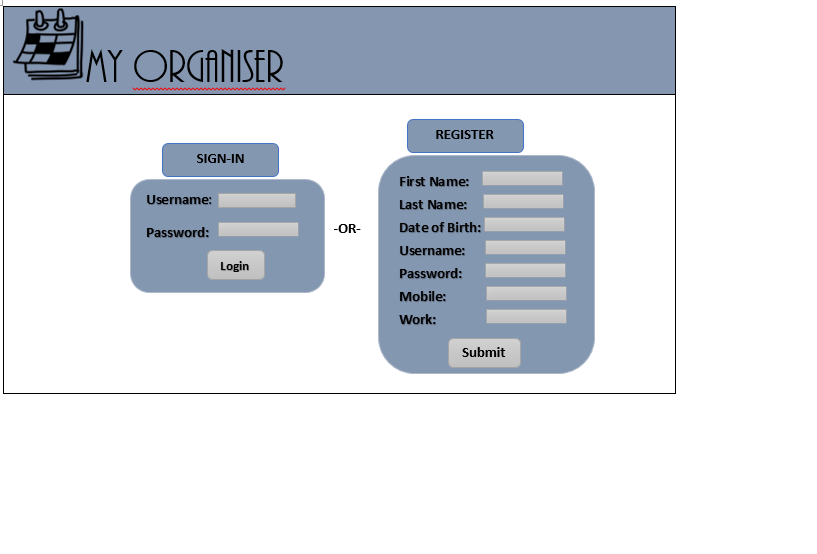 MY ORGANISER
SIGN-IN
Username:
Password:
Login
-OR-
REGISTER
First Name:
Last Name:
Date of Birth:
Username:
Password:
Mobile:
Work:
Submit